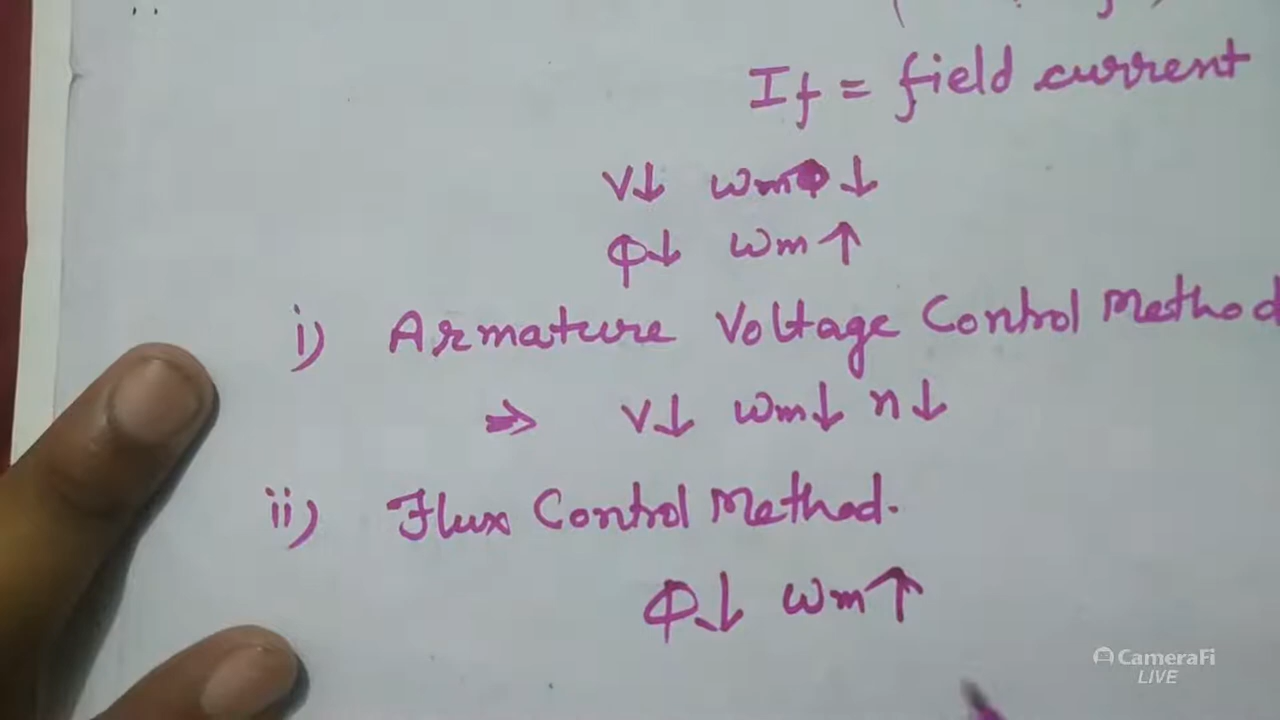 If = field current
V↓ ωm ↓
ϕ↓ ωm↑
i) Armature Voltage Control Method
⇒ V↓ ωm↓ n↓
ii) Flux Control Method.
ϕ↓ ωm↑
CameraFi
LIVE